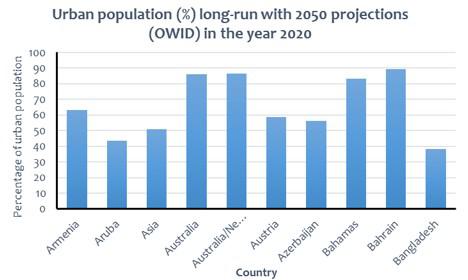 Urban population (%) long-run with 2050 projections
(OWID) in the year 2020
Percentage of urban population
100
90
80
70
60
50
40
30
20
10
0
Armenia
Aruba
Asia
Australia
Australia/Ne...
Austria
Azerbaijan
Bahamas
Bahrain
Bangladesh
Country